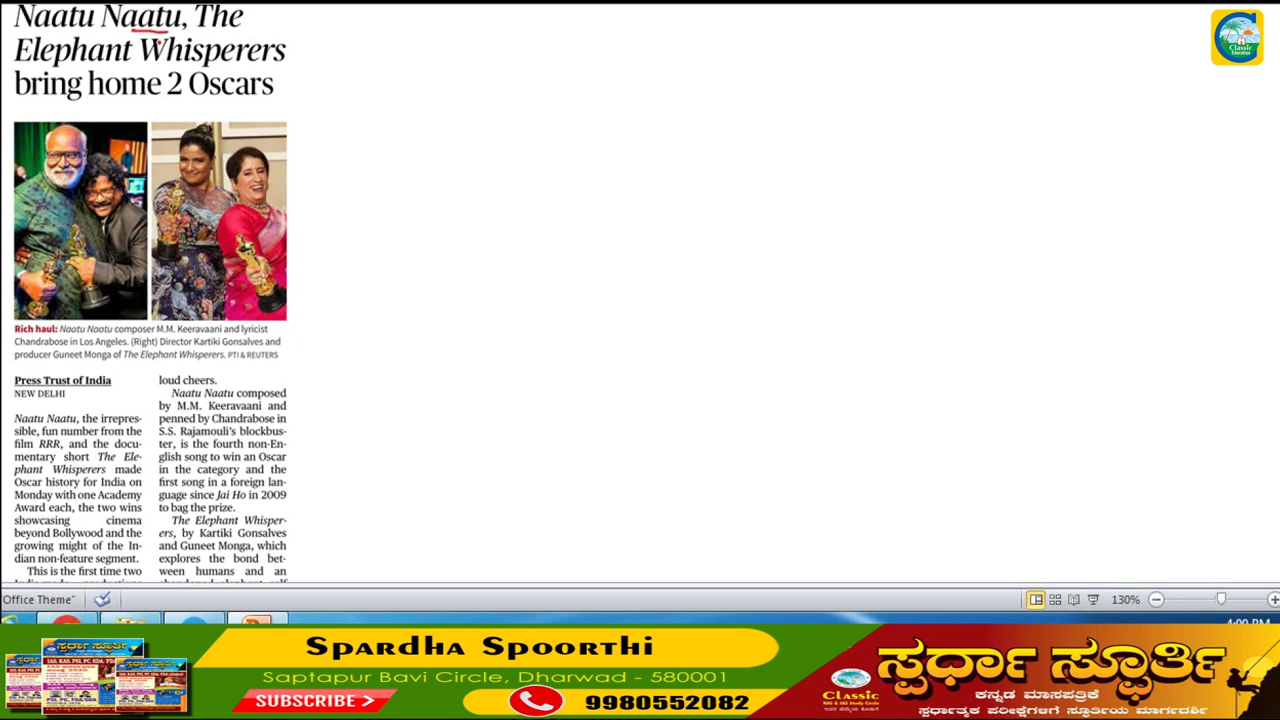 Naatu Naatu, The
Elephant Whisperers
bring home 2 Oscars
Classic
Education
Rich haul: Naatu Naatu composer M.M. Keeravaani and lyricist
Chandrabose in Los Angeles. (Right) Director Kartiki Gonsalves and
producer Guneet Monga of The Elephant Whisperers. PTI & REUTERS
Press Trust of India
NEW DELHI
Naatu Naatu, the irrepres-
sible, fun number from the
film RRR, and the docu-
mentary short The Ele-
phant Whisperers made
Oscar history for India on
Monday with one Academy
Award each, the two wins
showcasing cinema
beyond Bollywood and the
growing might of the In-
dian non-feature segment.
This is the first time two
loud cheers.
Naatu Naatu composed
by M.M. Keeravaani and
penned by Chandrabose in
S.S. Rajamouli's blockbus-
ter, is the fourth non-En-
glish song to win an Oscar
in the category and the
first song in a foreign lan-
guage since Jai Ho in 2009
to bag the prize.
The Elephant Whisper-
ers, by Kartiki Gonsalves
and Guneet Monga, which
explores the bond bet-
ween humans and an
"Office Theme"
130%
4:00 PM
Spardha Spoorthi
Saptapur Bavi Circle, Dharwad - 580001
SUBSCRIBE >
9980552082
ಸ್ಪರ್ಧಾ ಸ್ಫೂರ್ತಿ
Classic
KAS & IAS Study Circle
ಕನ್ನಡ ಮಾಸಪತ್ರಿಕೆ
ಸ್ಪರ್ಧಾತ್ಮಕ ಪರೀಕ್ಷೆಗಳಿಗೆ ಸ್ಫೂರ್ತಿಯ ಮಾರ್ಗದರ್ಶಿ